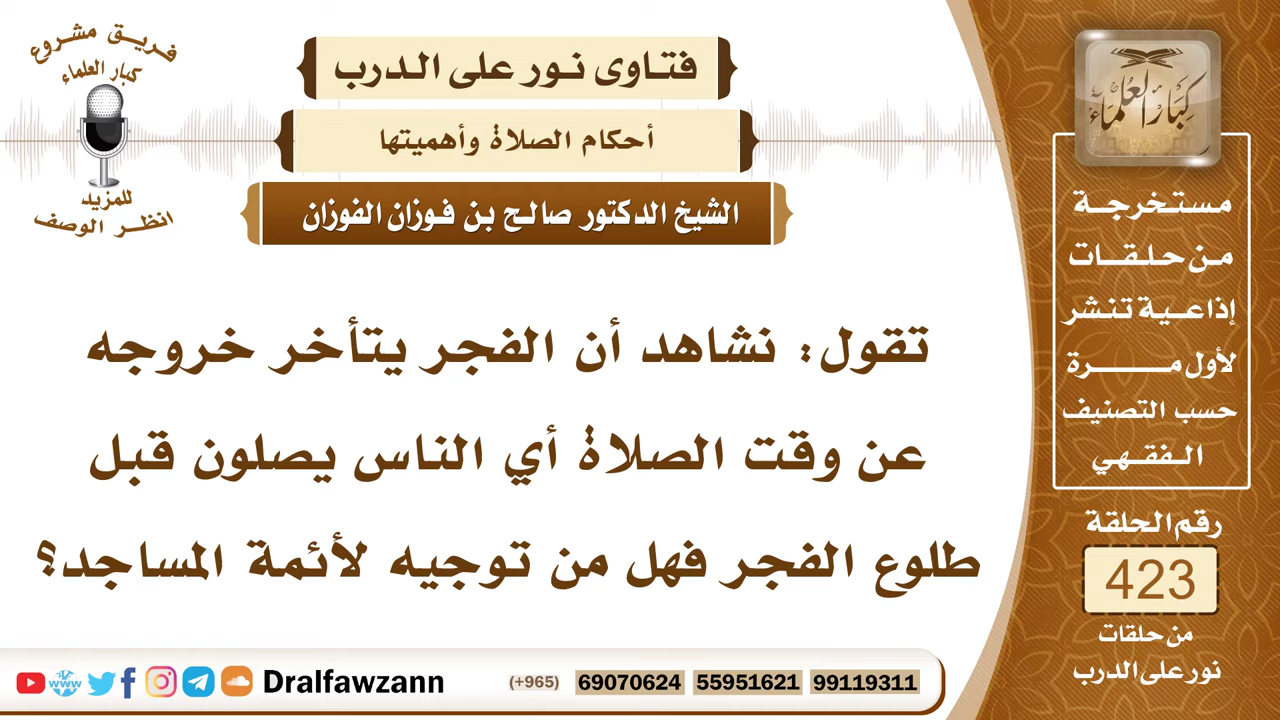 فريق مشروع
كبار العلماء
للمزيد
انظر الوصف
فتاوى نور على الدرب
أحكام الصلاة وأهميتها
الشيخ الدكتور صالح بن فوزان الفوزان
تقول: نشاهد أن الفجر يتأخر خروجه
عن وقت الصلاة أي الناس يصلون قبل
طلوع الفجر فهل من توجيه لأئمة المساجد؟
كبار العلماء
مستخرجة
من حلقات
إذاعية تنشر
لأول مرة
حسب التصنيف
الفقهي
رقم الحلقة
423
من حلقات
نور على الدرب
www Dralfawzann (+965) 69070624 55951621 99119311